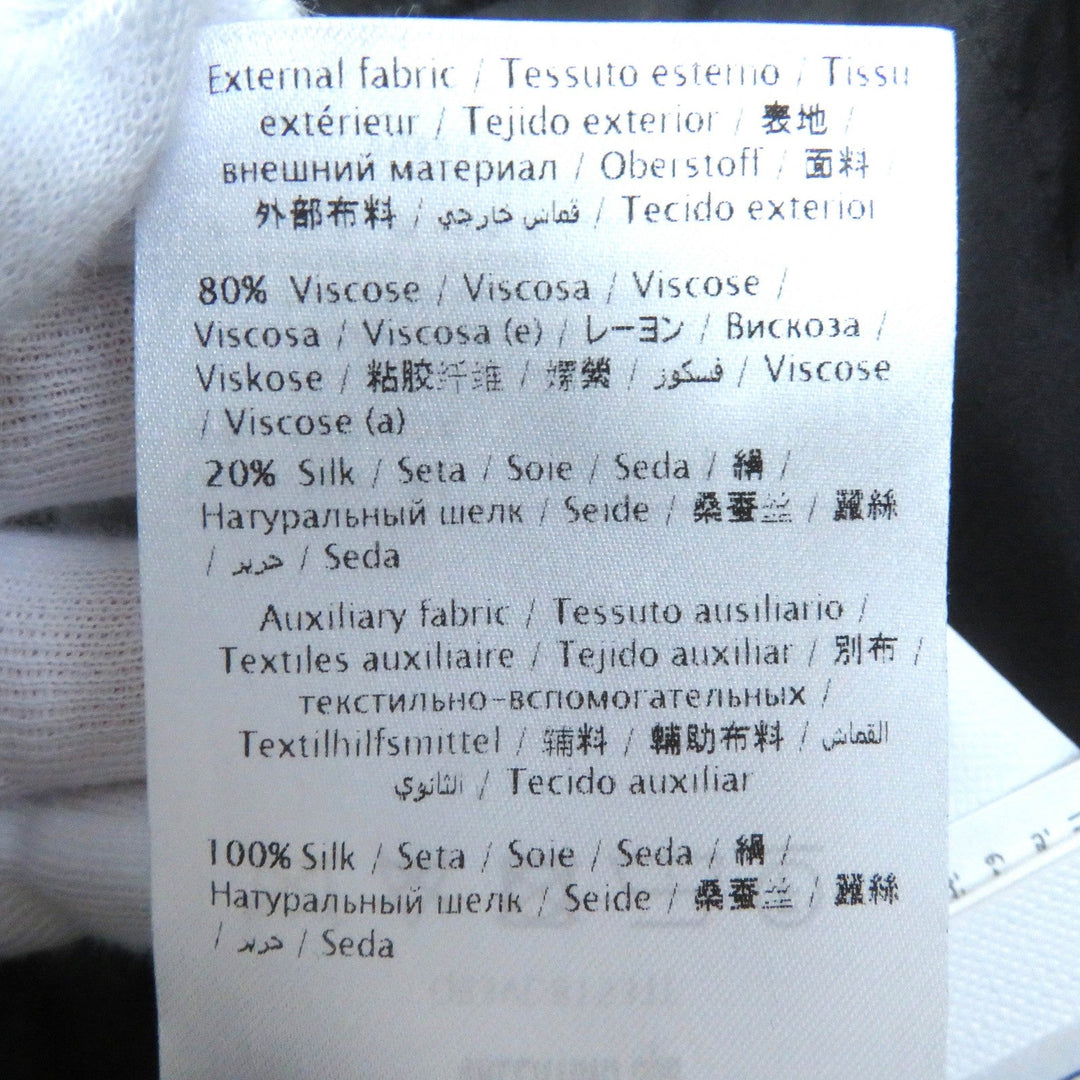 External fabric / Tessuto esterno / Tissu
extérieur / Tejido exterior / 表地 /
внешний материал / Oberstoff / 面料 /
外部布料 / قماش خارجي / Tecido exterior
80% Viscose / Viscosa / Viscose /
Viscosa / Viscosa (e) / レーヨン / Вискоза /
Viskose / 粘胶纤维 / 嫘縈 / فسكوز / Viscose
/ Viscose (a)
20% Silk / Seta / Soie / Seda / 絹 /
Натуральный шелк / Seide / 桑蚕丝 / 蠶絲
/ حرير / Seda
Auxiliary fabric / Tessuto ausiliario /
Textiles auxiliaire / Tejido auxiliar / 別布 /
текстильно-вспомогательных /
Textilhilfsmittel / 辅料 / 輔助布料 / القماش
الثانوي / Tecido auxiliar
100% Silk / Seta / Soie / Seda / 絹 /
Натуральный шелк / Seide / 桑蚕丝 / 蠶絲
/ حرير / Seda